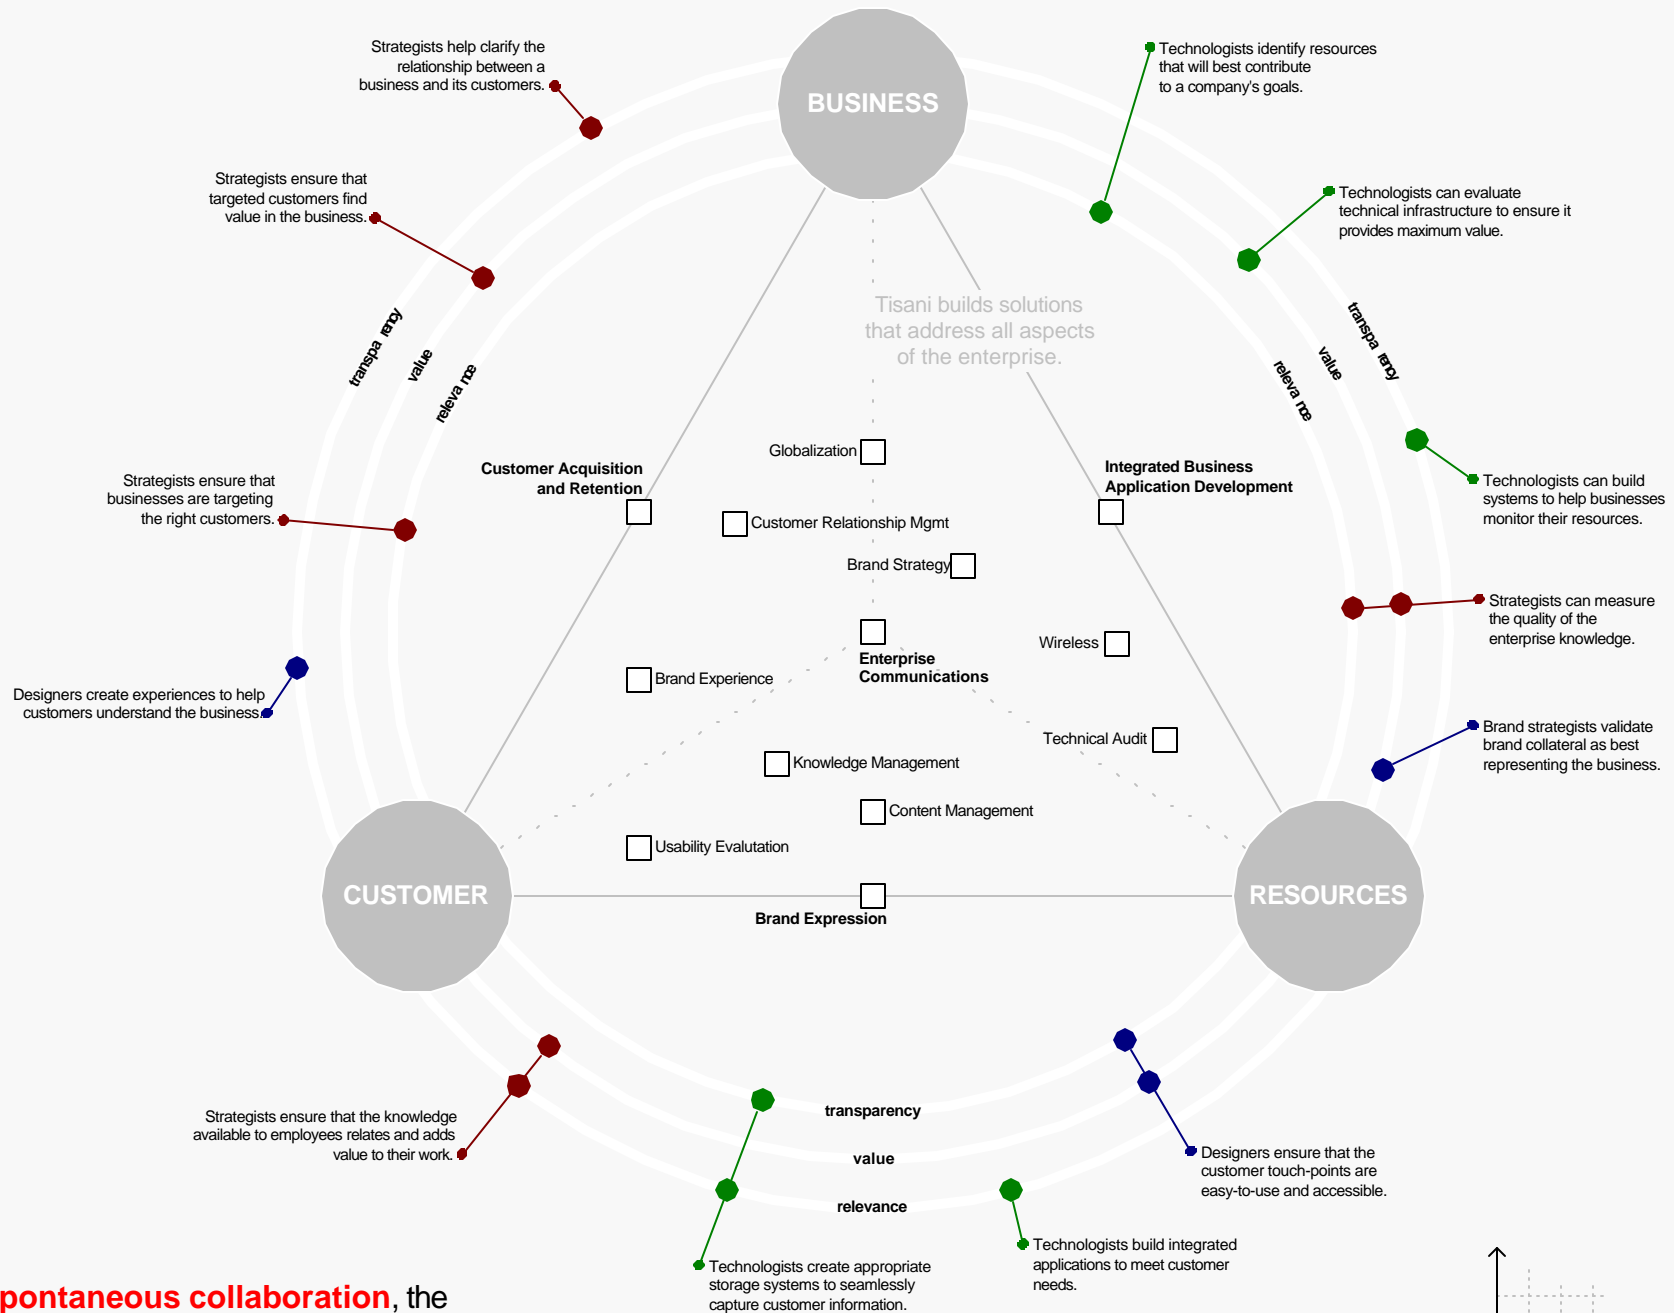 Strategists help clarify the
relationship between a
business and its customers.
BUSINESS
Technologists identify resources
that will best contribute
to a company's goals.
Strategists ensure that
targeted customers find
value in the business.
Technologists can evaluate
technical infrastructure to ensure it
provides maximum value.
Tisani builds solutions
that address all aspects
of the enterprise.
transparency
value
relevance
transparency
value
relevance
Globalization
Customer Acquisition
and Retention
Integrated Business
Application Development
Strategists ensure that
businesses are targeting
the right customers.
Technologists can build
systems to help businesses
monitor their resources.
Customer Relationship Mgmt
Brand Strategy
Strategists can measure
the quality of the
enterprise knowledge.
Wireless
Enterprise
Communications
Brand Experience
Designers create experiences to help
customers understand the business.
Brand strategists validate
brand collateral as best
representing the business.
Technical Audit
Knowledge Management
Content Management
Usability Evalutation
CUSTOMER
RESOURCES
Brand Expression
Strategists ensure that the knowledge
available to employees relates and adds
value to their work.
transparency
value
relevance
Designers ensure that the
customer touch-points are
easy-to-use and accessible.
Technologists build integrated
applications to meet customer
needs.
Technologists create appropriate
storage systems to seamlessly
capture customer information.
pontaneous collaboration, the